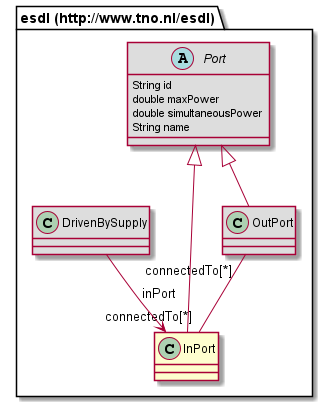 esdl (http://www.tno.nl/esdl)
A Port
String id
double maxPower
double simultaneousPower
String name
C DrivenBySupply
C OutPort
connectedTo[*]
inPort
connectedTo[*]
C InPort